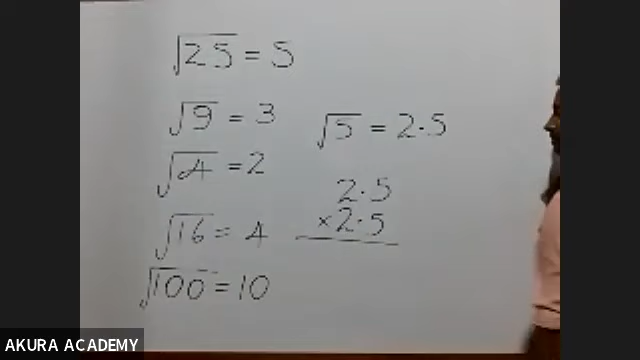 √25 = 5
√9 = 3
√4 = 2
√16 = 4
√100 = 10
√5 = 2.5
2.5
×2.5
AKURA ACADEMY